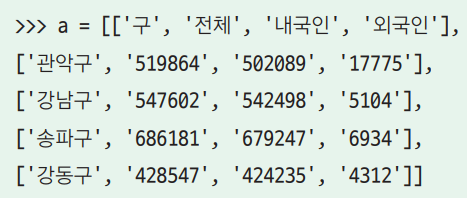 >>> a = [['구', '전체', '내국인', '외국인'],
['관악구', '519864', '502089', '17775'],
['강남구', '547602', '542498', '5104'],
['송파구', '686181', '679247', '6934'],
['강동구', '428547', '424235', '4312']]